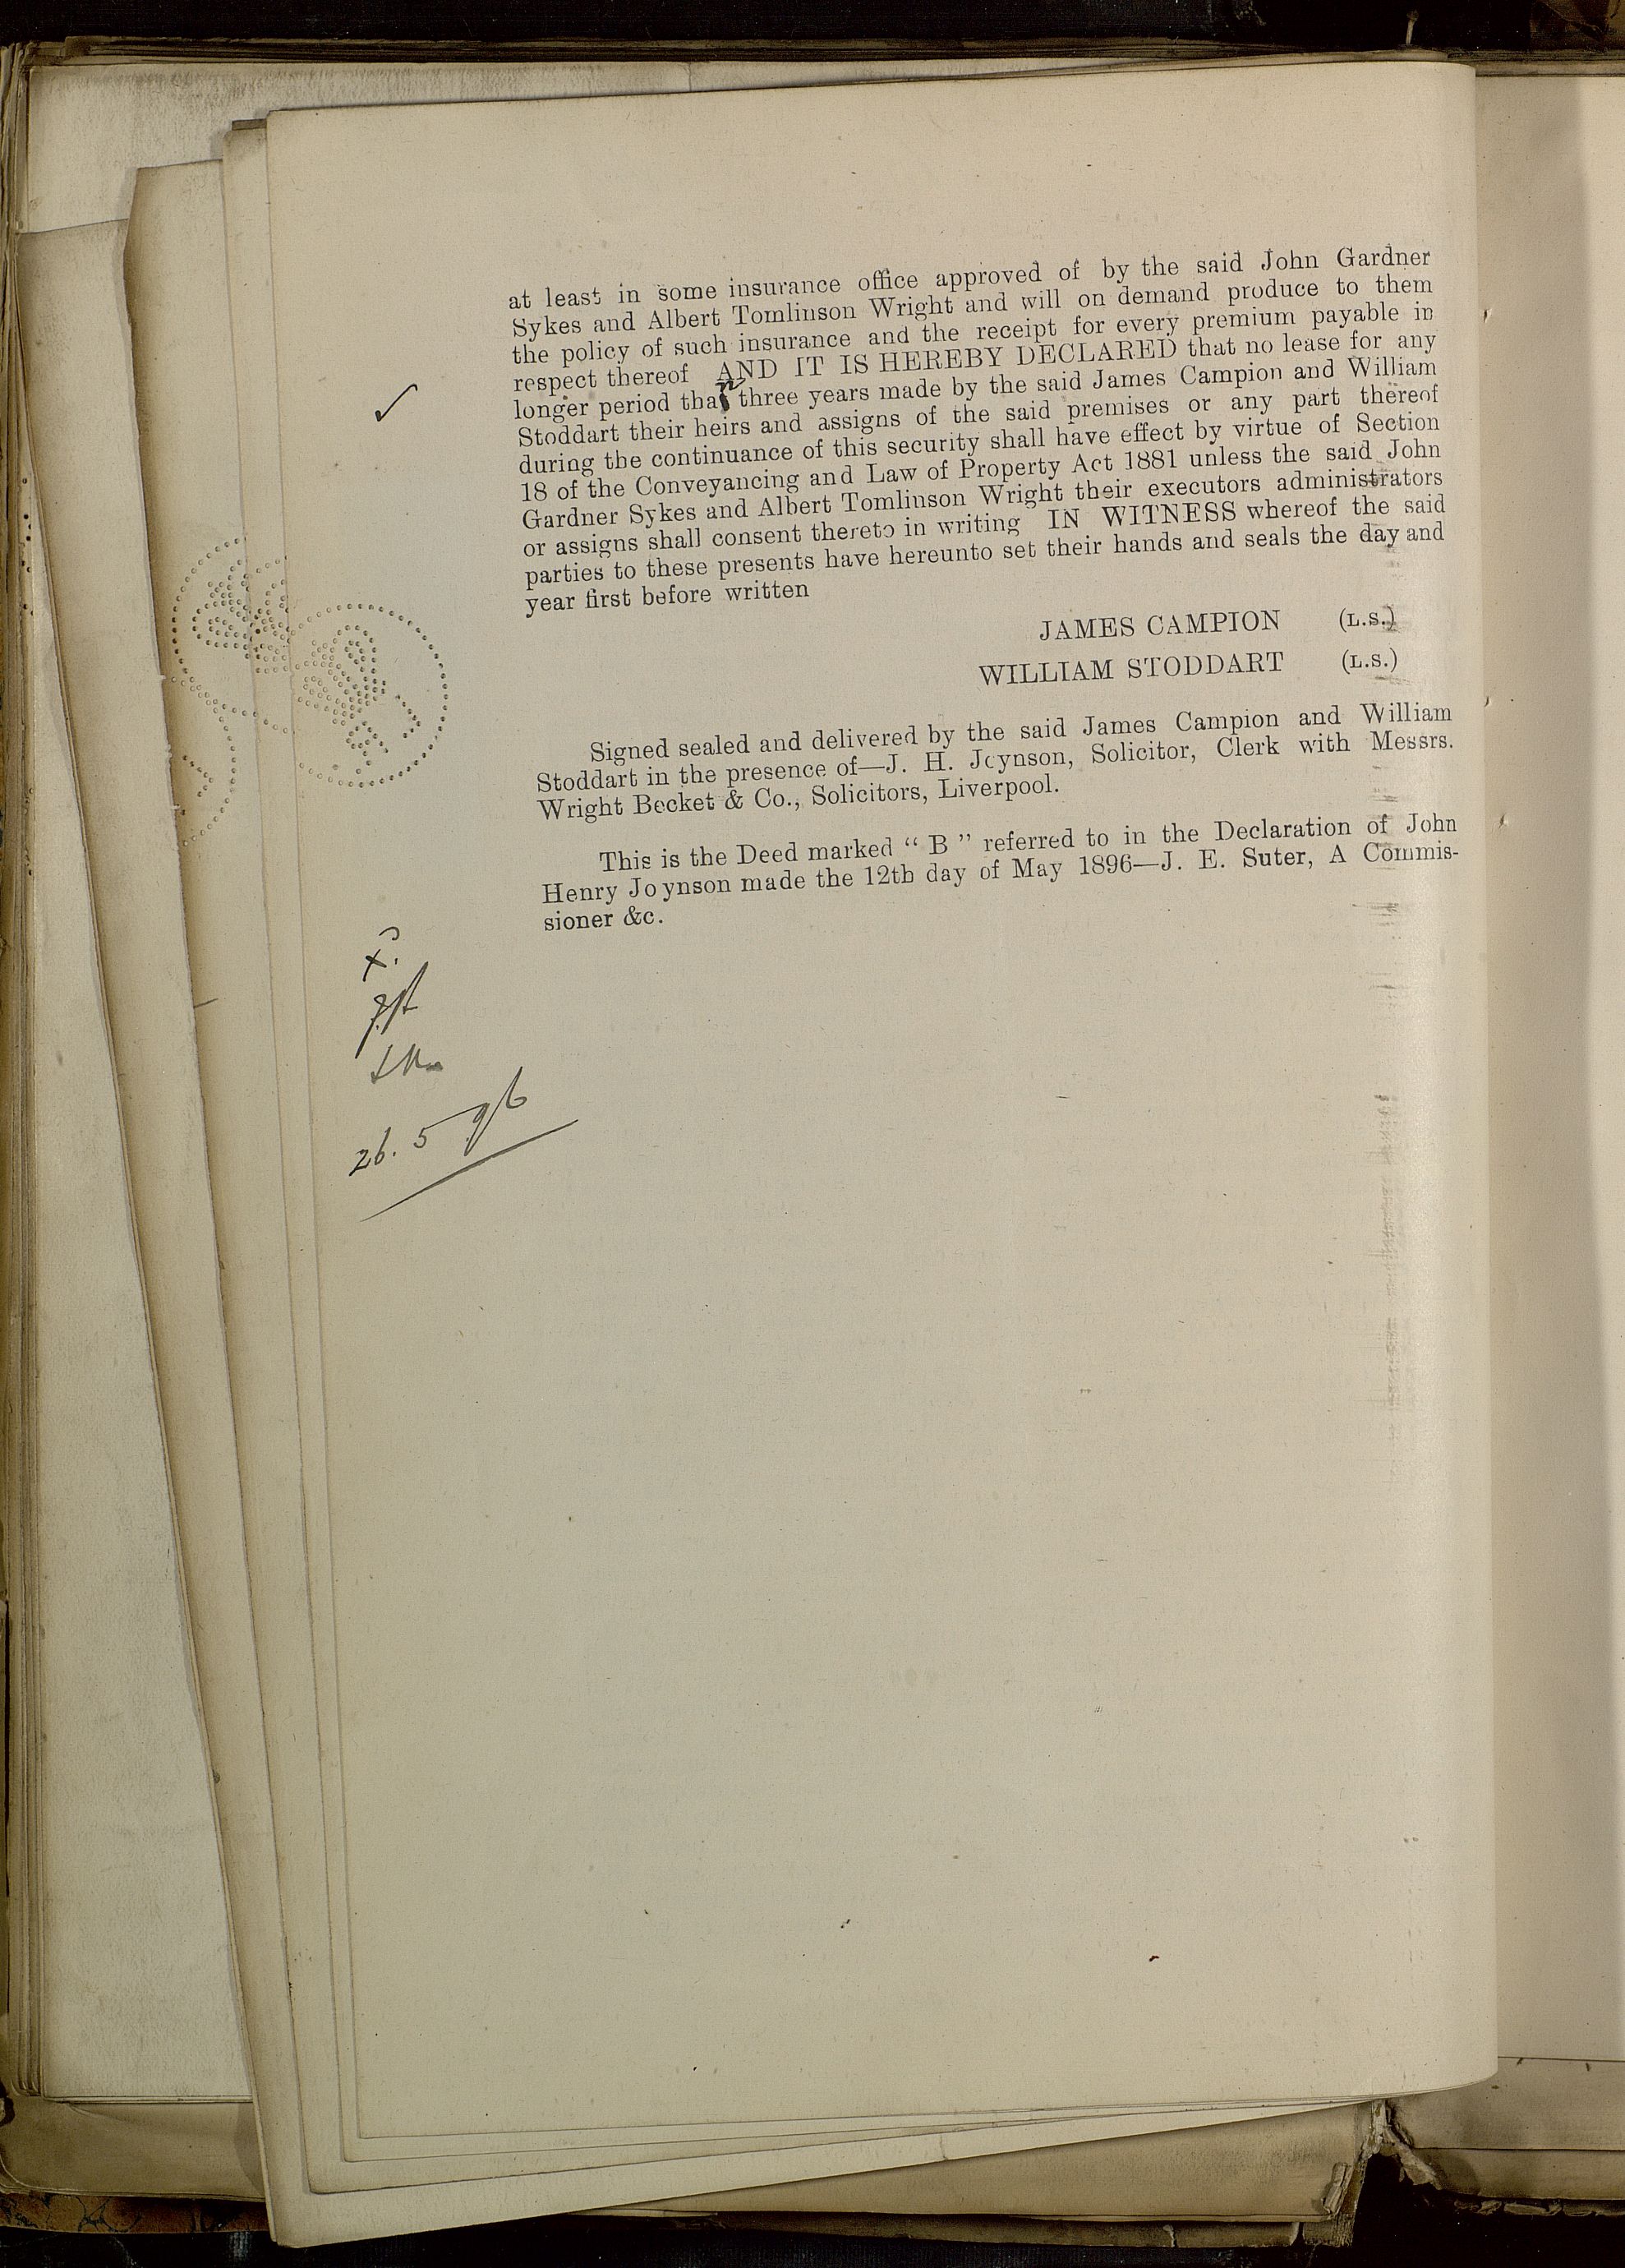 at least in some insurance office approved of by the said John Gardner
Sykes and Albert Tomlinson Wright and will on demand produce to them
the policy of such insurance and the receipt for every premium payable in
respect thereof AND IT IS HEREBY DECLARED that no lease for any
longer period than three years made by the said James Campion and William
Stoddart their heirs and assigns of the said premises or any part thereof
during the continuance of this security shall have effect by virtue of Section
18 of the Conveyancing and Law of Property Act 1881 unless the said John
Gardner Sykes and Albert Tomlinson Wright their executors administrators
or assigns shall consent thereto in writing IN WITNESS whereof the said
parties to these presents have hereunto set their hands and seals the day and
year first before written
JAMES CAMPION (L.S.)
WILLIAM STODDART (L.S.)
Signed sealed and delivered by the said James Campion and William
Stoddart in the presence of—J. H. Joynson, Solicitor, Clerk with Messrs.
Wright Becket & Co., Solicitors, Liverpool.
This is the Deed marked “ B ” referred to in the Declaration of John
Henry Joynson made the 12th day of May 1896—J. E. Suter, A Commis-
sioner &c.
26. 5 96